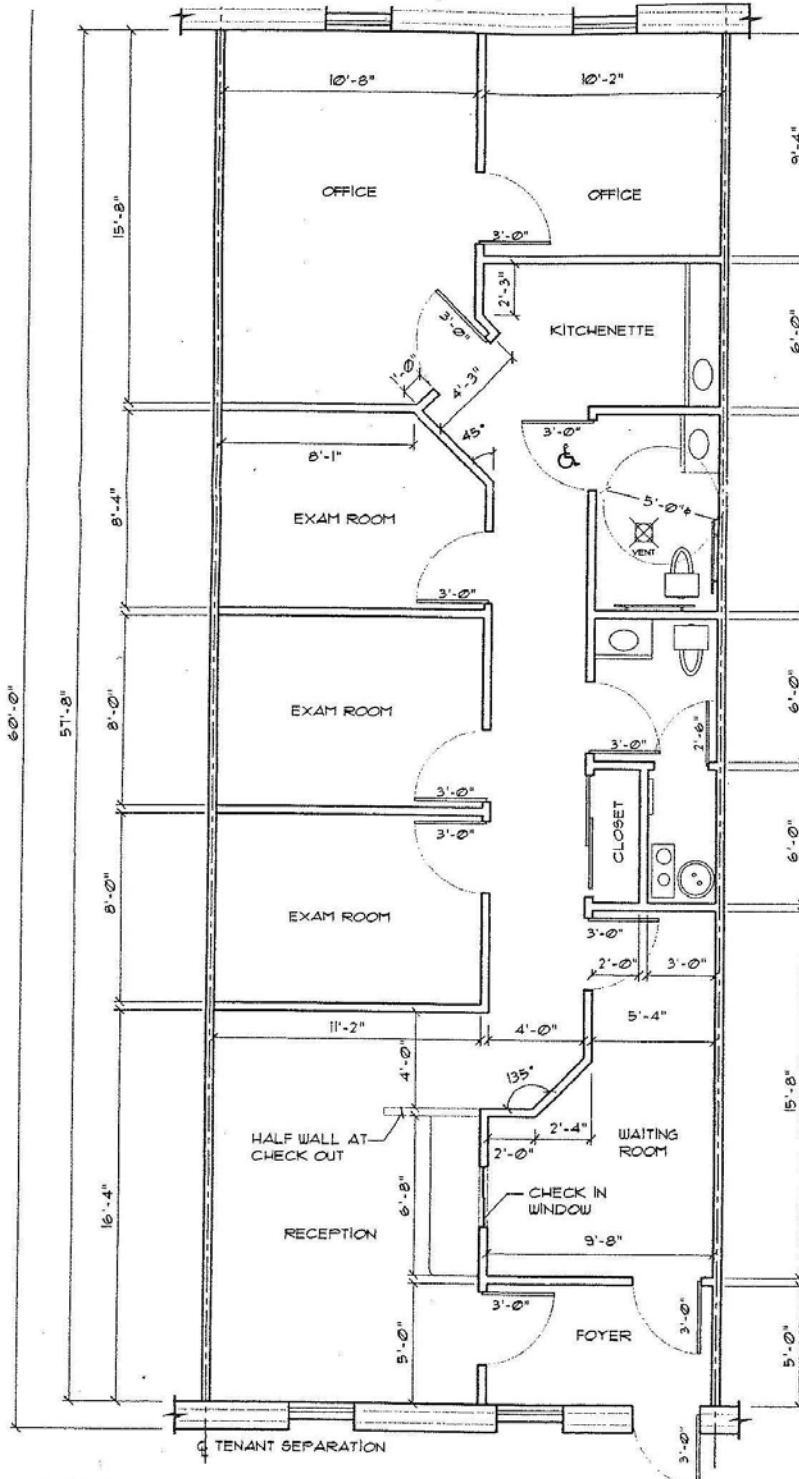 10'-8"
10'-2"
9'-4"
15'-8"
OFFICE
OFFICE
3'-0"
2'-3"
KITCHENETTE
6'-0"
3'-0"
1'-0"
4'-3"
45°
3'-0"
8'-1"
8'-4"
EXAM ROOM
5'-0"ϕ
VENT
3'-0"
60'-0"
57'-8"
8'-0"
EXAM ROOM
6'-0"
3'-0"
2'-6"
3'-0"
3'-0"
CLOSET
6'-0"
8'-0"
EXAM ROOM
3'-0"
2'-0"
3'-0"
11'-2"
4'-0"
5'-4"
4'-0"
135°
15'-8"
HALF WALL AT
CHECK OUT
2'-0"
2'-4"
WAITING
ROOM
16'-4"
6'-8"
CHECK IN
WINDOW
RECEPTION
9'-8"
3'-0"
3'-0"
FOYER
5'-0"
5'-0"
℄ TENANT SEPARATION
3'-0"